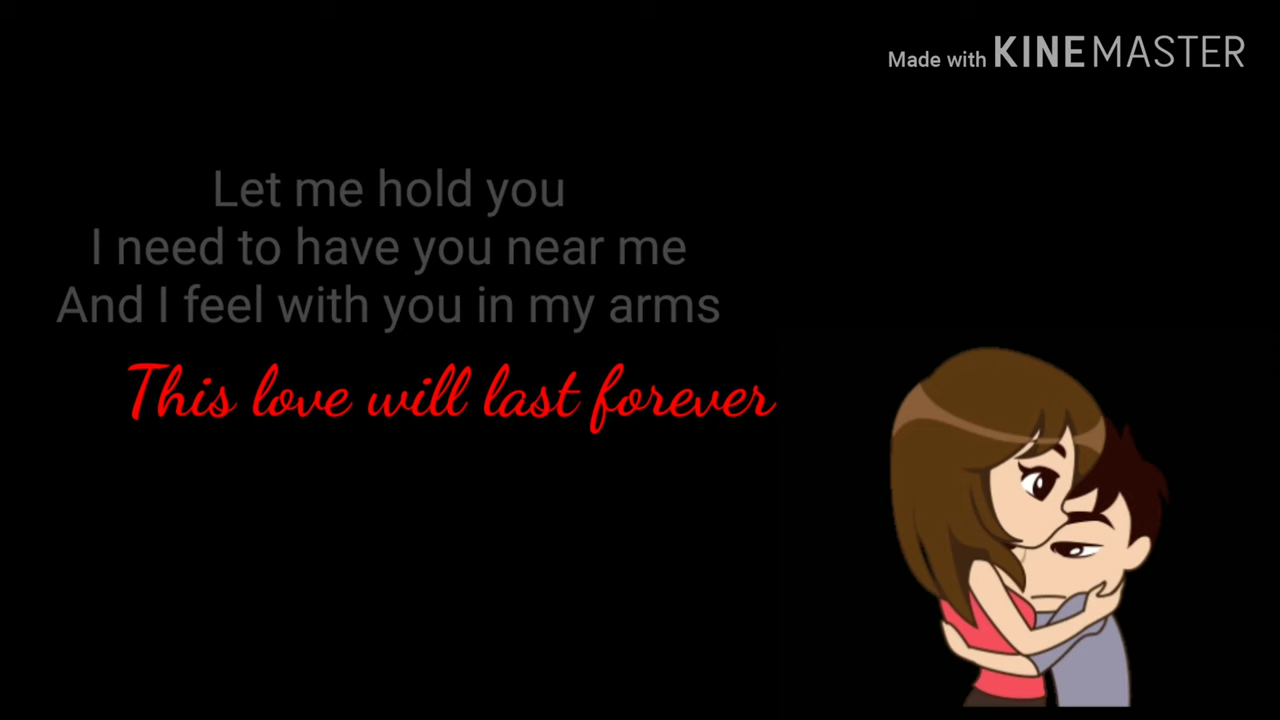 Made with KINEMASTER
Let me hold you
I need to have you near me
And I feel with you in my arms
This love will last forever